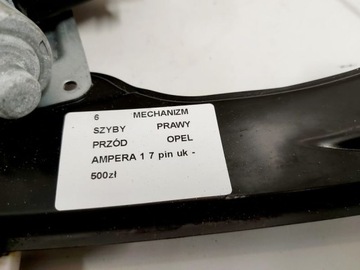 6 MECHANIZM
SZYBY PRAWY
PRZÓD OPEL
AMPERA 1 7 pin uk -
500zł